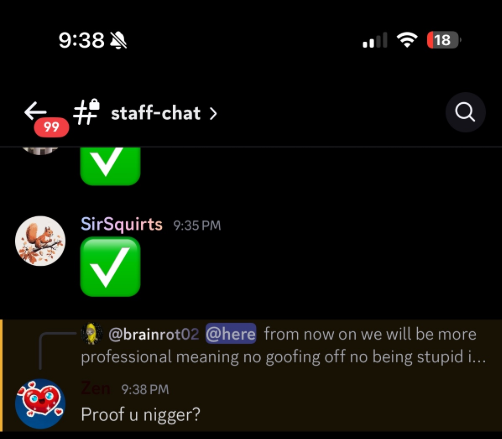 9:38
18
99
staff-chat
SirSquirts 9:35 PM
@brainrot02 @here from now on we will be more
professional meaning no goofing off no being stupid i...
Zen 9:38 PM
Proof u nigger?